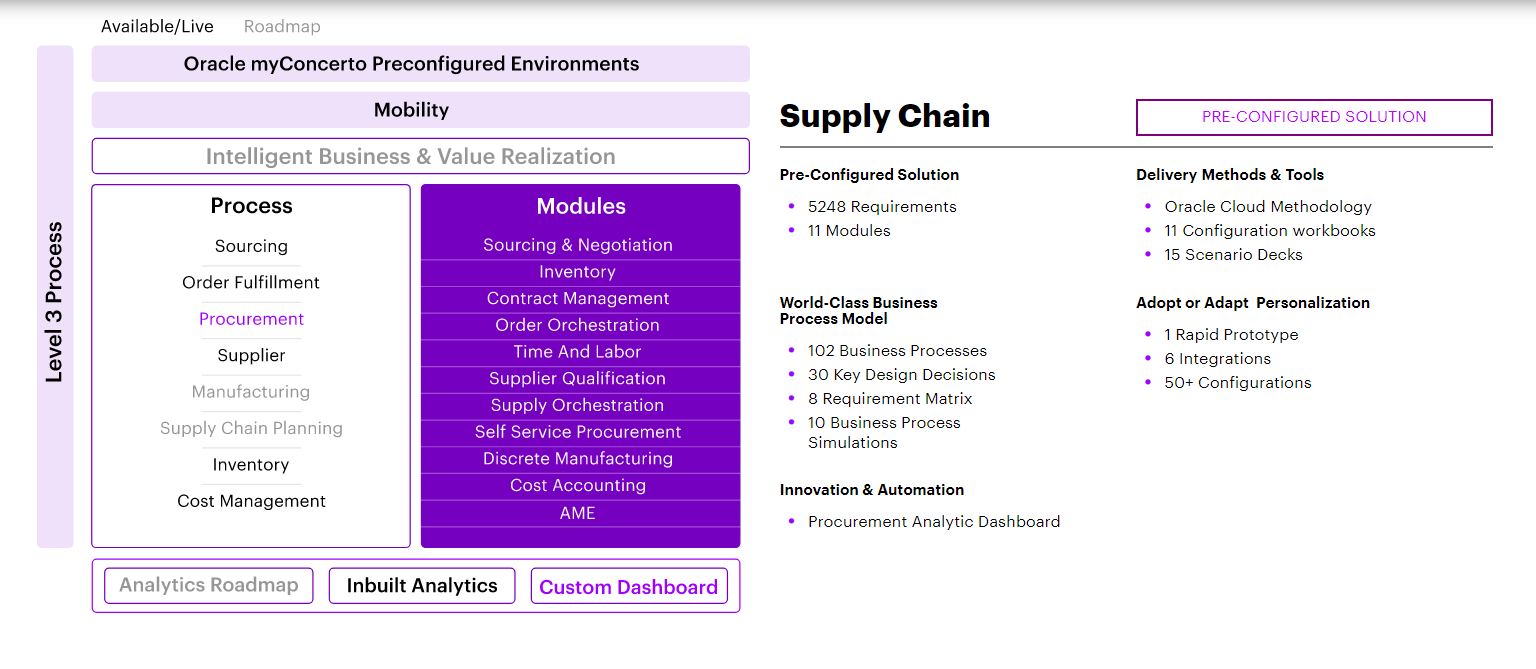 Available/Live Roadmap
Level 3 Process
Oracle myConcerto Preconfigured Environments
Mobility
Intelligent Business & Value Realization
Process
Sourcing
Order Fulfillment
Procurement
Supplier
Manufacturing
Supply Chain Planning
Inventory
Cost Management
Modules
Sourcing & Negotiation
Inventory
Contract Management
Order Orchestration
Time And Labor
Supplier Qualification
Supply Orchestration
Self Service Procurement
Discrete Manufacturing
Cost Accounting
AME
Analytics Roadmap
Inbuilt Analytics
Custom Dashboard
Supply Chain
PRE-CONFIGURED SOLUTION
Pre-Configured Solution
• 5248 Requirements
• 11 Modules
Delivery Methods & Tools
• Oracle Cloud Methodology
• 11 Configuration workbooks
• 15 Scenario Decks
World-Class Business
Process Model
• 102 Business Processes
• 30 Key Design Decisions
• 8 Requirement Matrix
• 10 Business Process
Simulations
Adopt or Adapt Personalization
• 1 Rapid Prototype
• 6 Integrations
• 50+ Configurations
Innovation & Automation
• Procurement Analytic Dashboard